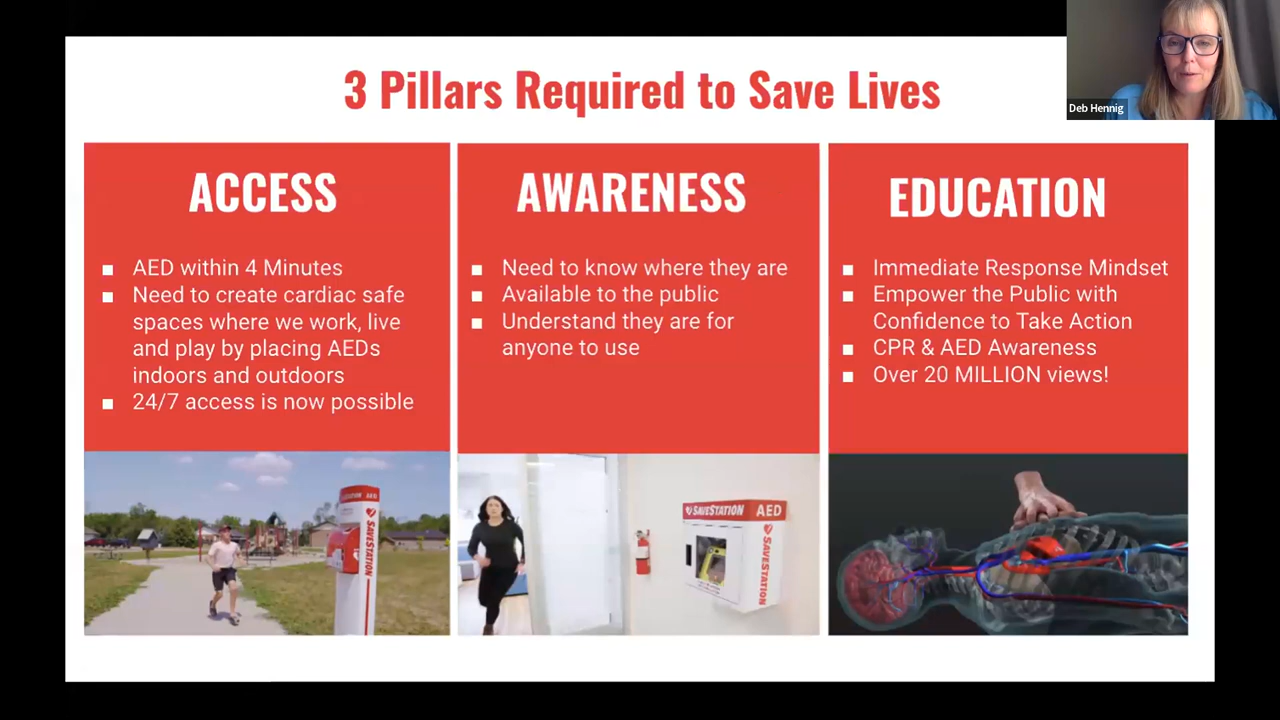 3 Pillars Required to Save Lives
Deb Hennig
ACCESS
■ AED within 4 Minutes
■ Need to create cardiac safe
spaces where we work, live
and play by placing AEDs
indoors and outdoors
■ 24/7 access is now possible
AWARENESS
■ Need to know where they are
■ Available to the public
■ Understand they are for
anyone to use
EDUCATION
■ Immediate Response Mindset
■ Empower the Public with
Confidence to Take Action
■ CPR & AED Awareness
■ Over 20 MILLION views!
AED
SAVESTATION
SAVESTATION AED
SAVESTATION